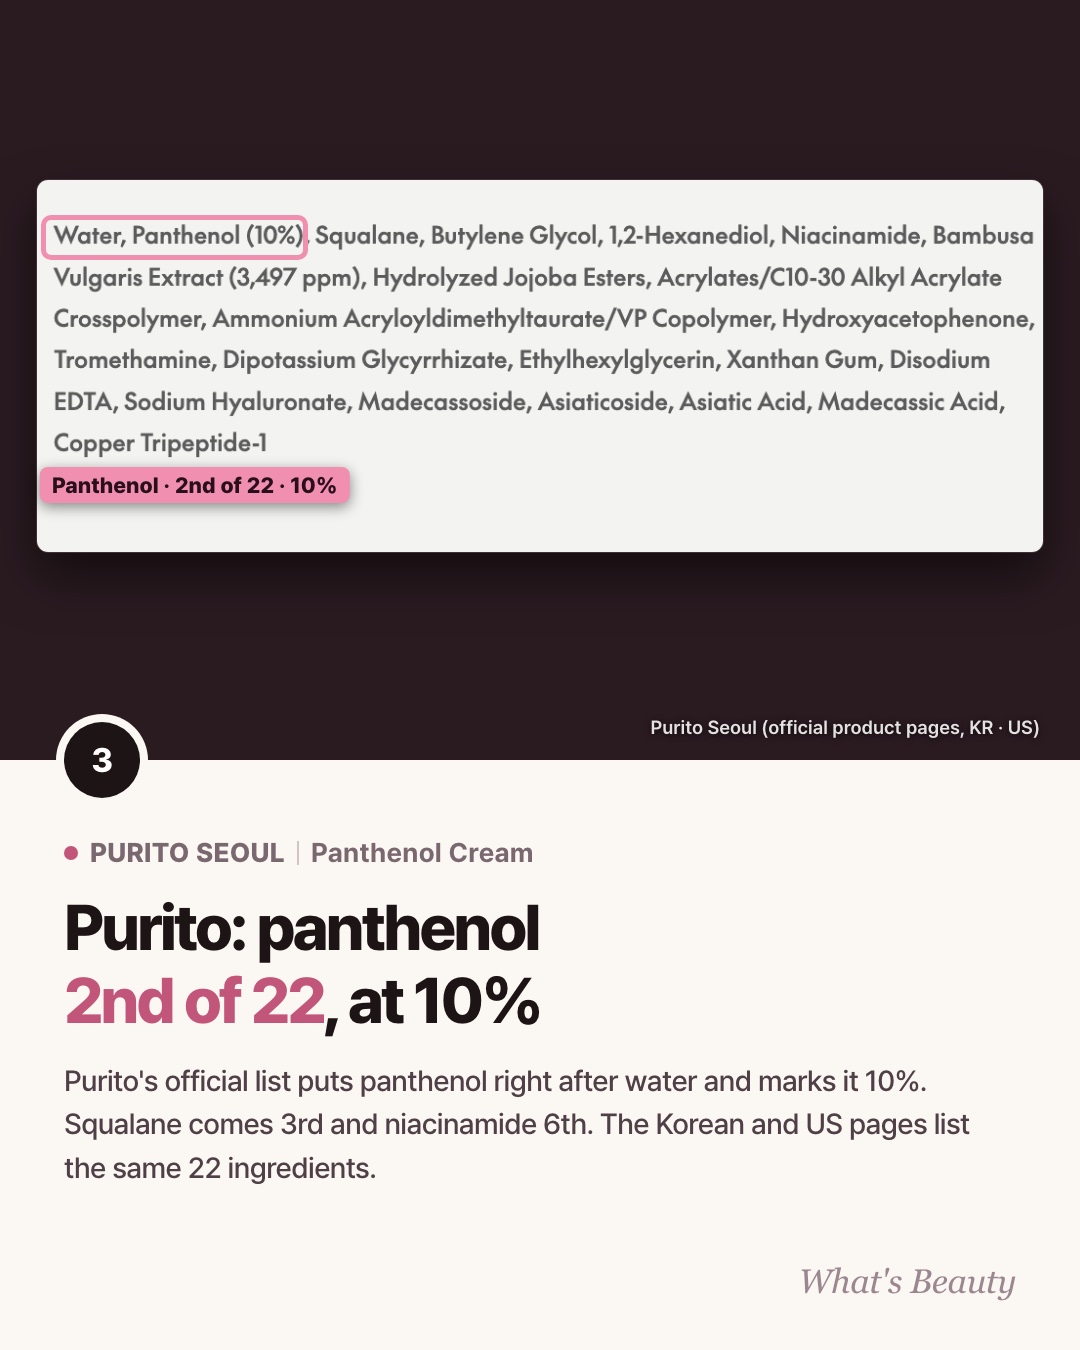 Water, Panthenol (10%), Squalane, Butylene Glycol, 1,2-Hexanediol, Niacinamide, Bambusa
Vulgaris Extract (3,497 ppm), Hydrolyzed Jojoba Esters, Acrylates/C10-30 Alkyl Acrylate
Crosspolymer, Ammonium Acryloyldimethyltaurate/VP Copolymer, Hydroxyacetophenone,
Tromethamine, Dipotassium Glycyrrhizate, Ethylhexylglycerin, Xanthan Gum, Disodium
EDTA, Sodium Hyaluronate, Madecassoside, Asiaticoside, Asiatic Acid, Madecassic Acid,
Copper Tripeptide-1
Panthenol · 2nd of 22 · 10%
Purito Seoul (official product pages, KR · US)
3
PURITO SEOUL | Panthenol Cream
Purito: panthenol
2nd of 22, at 10%
Purito's official list puts panthenol right after water and marks it 10%.
Squalane comes 3rd and niacinamide 6th. The Korean and US pages list
the same 22 ingredients.
What's Beauty